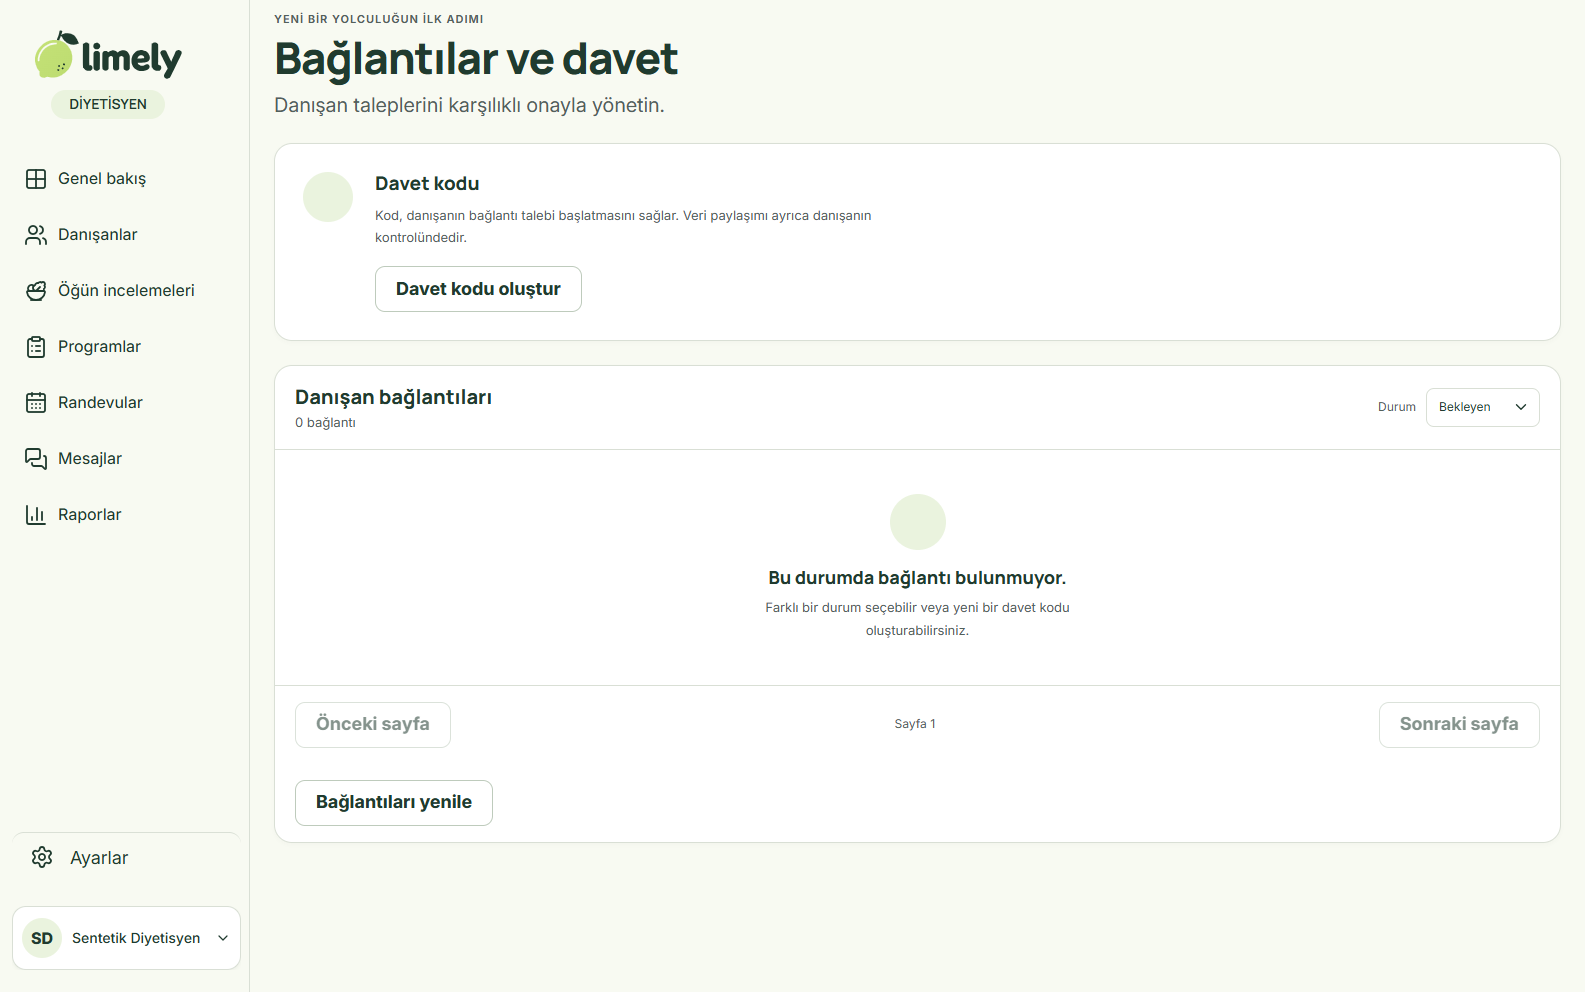 limely
DİYETİSYEN
Genel bakış
Danışanlar
Öğün incelemeleri
Programlar
Randevular
Mesajlar
Raporlar
Ayarlar
SD
Sentetik Diyetisyen
YENİ BİR YOLCULUĞUN İLK ADIMI
Bağlantılar ve davet
Danışan taleplerini karşılıklı onayla yönetin.
Davet kodu
Kod, danışanın bağlantı talebi başlatmasını sağlar. Veri paylaşımı ayrıca danışanın
kontrolündedir.
Davet kodu oluştur
Danışan bağlantıları
0 bağlantı
Durum
Bekleyen
Bu durumda bağlantı bulunmuyor.
Farklı bir durum seçebilir veya yeni bir davet kodu
oluşturabilirsiniz.
Önceki sayfa
Sayfa 1
Sonraki sayfa
Bağlantıları yenile